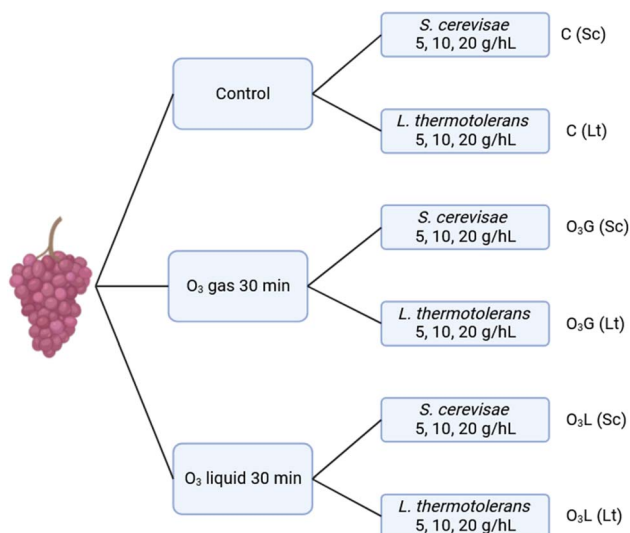 S. cerevisae
5, 10, 20 g/hL
C (Sc)
Control
L. thermotolerans
5, 10, 20 g/hL
C (Lt)
S. cerevisae
5, 10, 20 g/hL
O₃G (Sc)
O₃ gas 30 min
L. thermotolerans
5, 10, 20 g/hL
O₃G (Lt)
S. cerevisae
5, 10, 20 g/hL
O₃L (Sc)
O₃ liquid 30 min
L. thermotolerans
5, 10, 20 g/hL
O₃L (Lt)